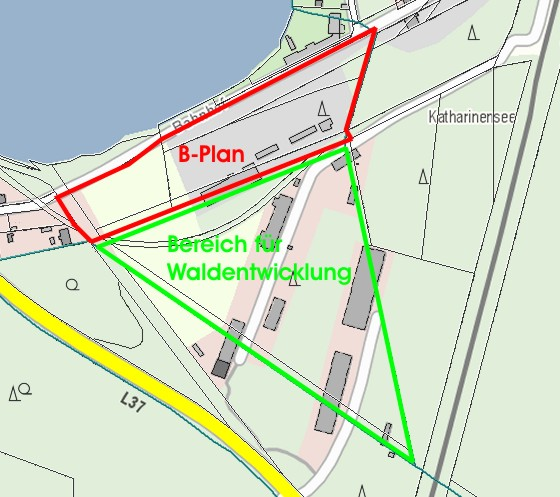 Katharinensee
B-Plan
Bereich für
Waldentwicklung
L37